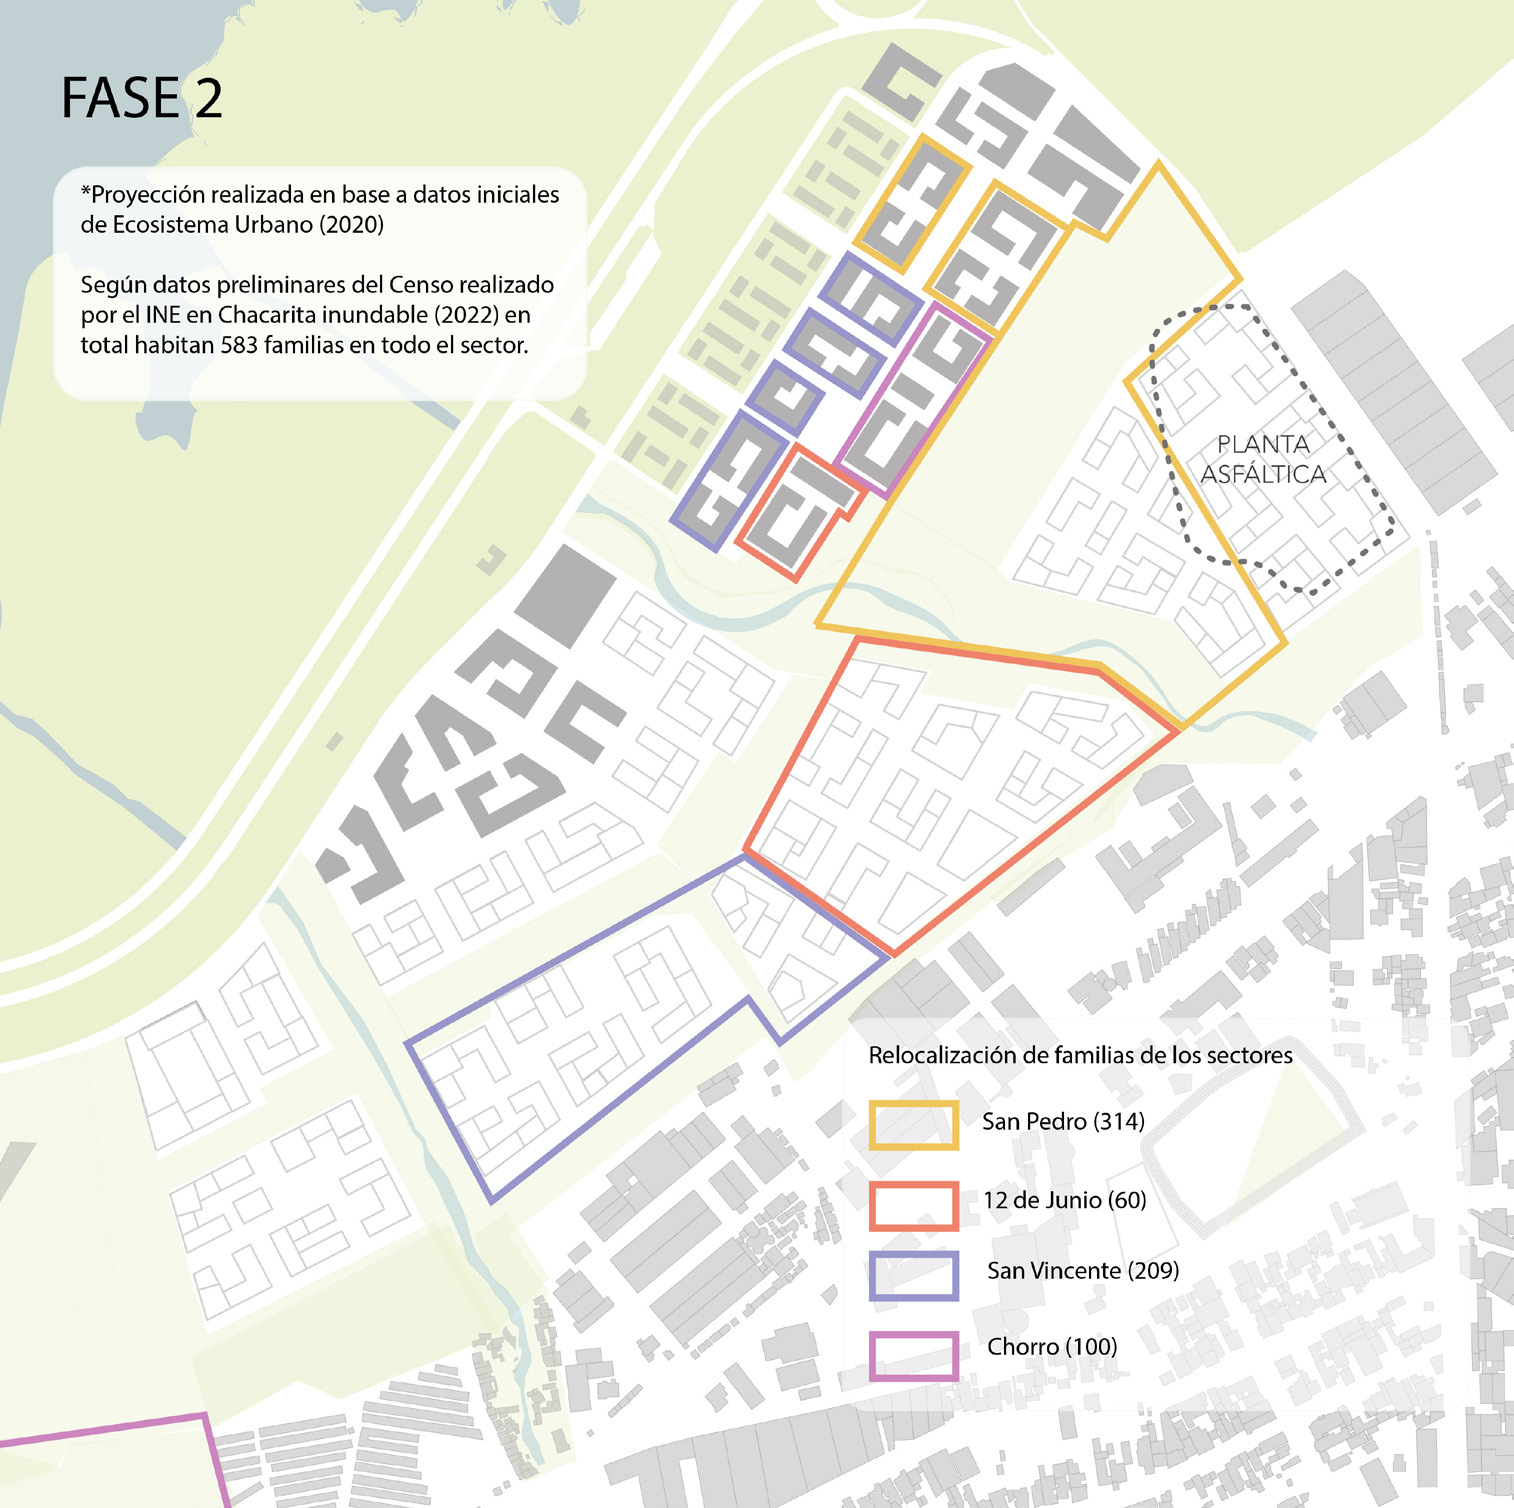 FASE 2
*Proyección realizada en base a datos iniciales
de Ecosistema Urbano (2020)
Según datos preliminares del Censo realizado
por el INE en Chacarita inundable (2022) en
total habitan 583 familias en todo el sector.
PLANTA
ASFÁLTICA
Relocalización de familias de los sectores
San Pedro (314)
12 de Junio (60)
San Vincente (209)
Chorro (100)